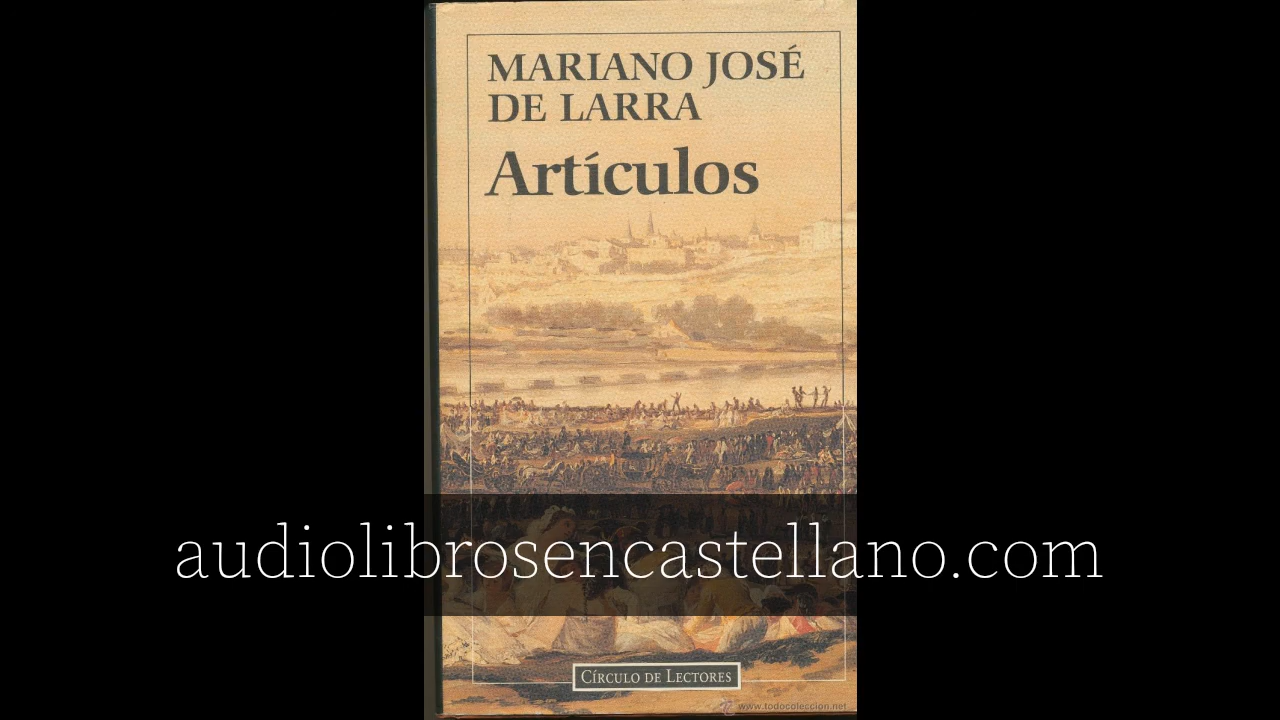 MARIANO JOSÉ
DE LARRA
Artículos
audiolibrosencastellano.com
CÍRCULO DE LECTORES
www.todocoleccion.net